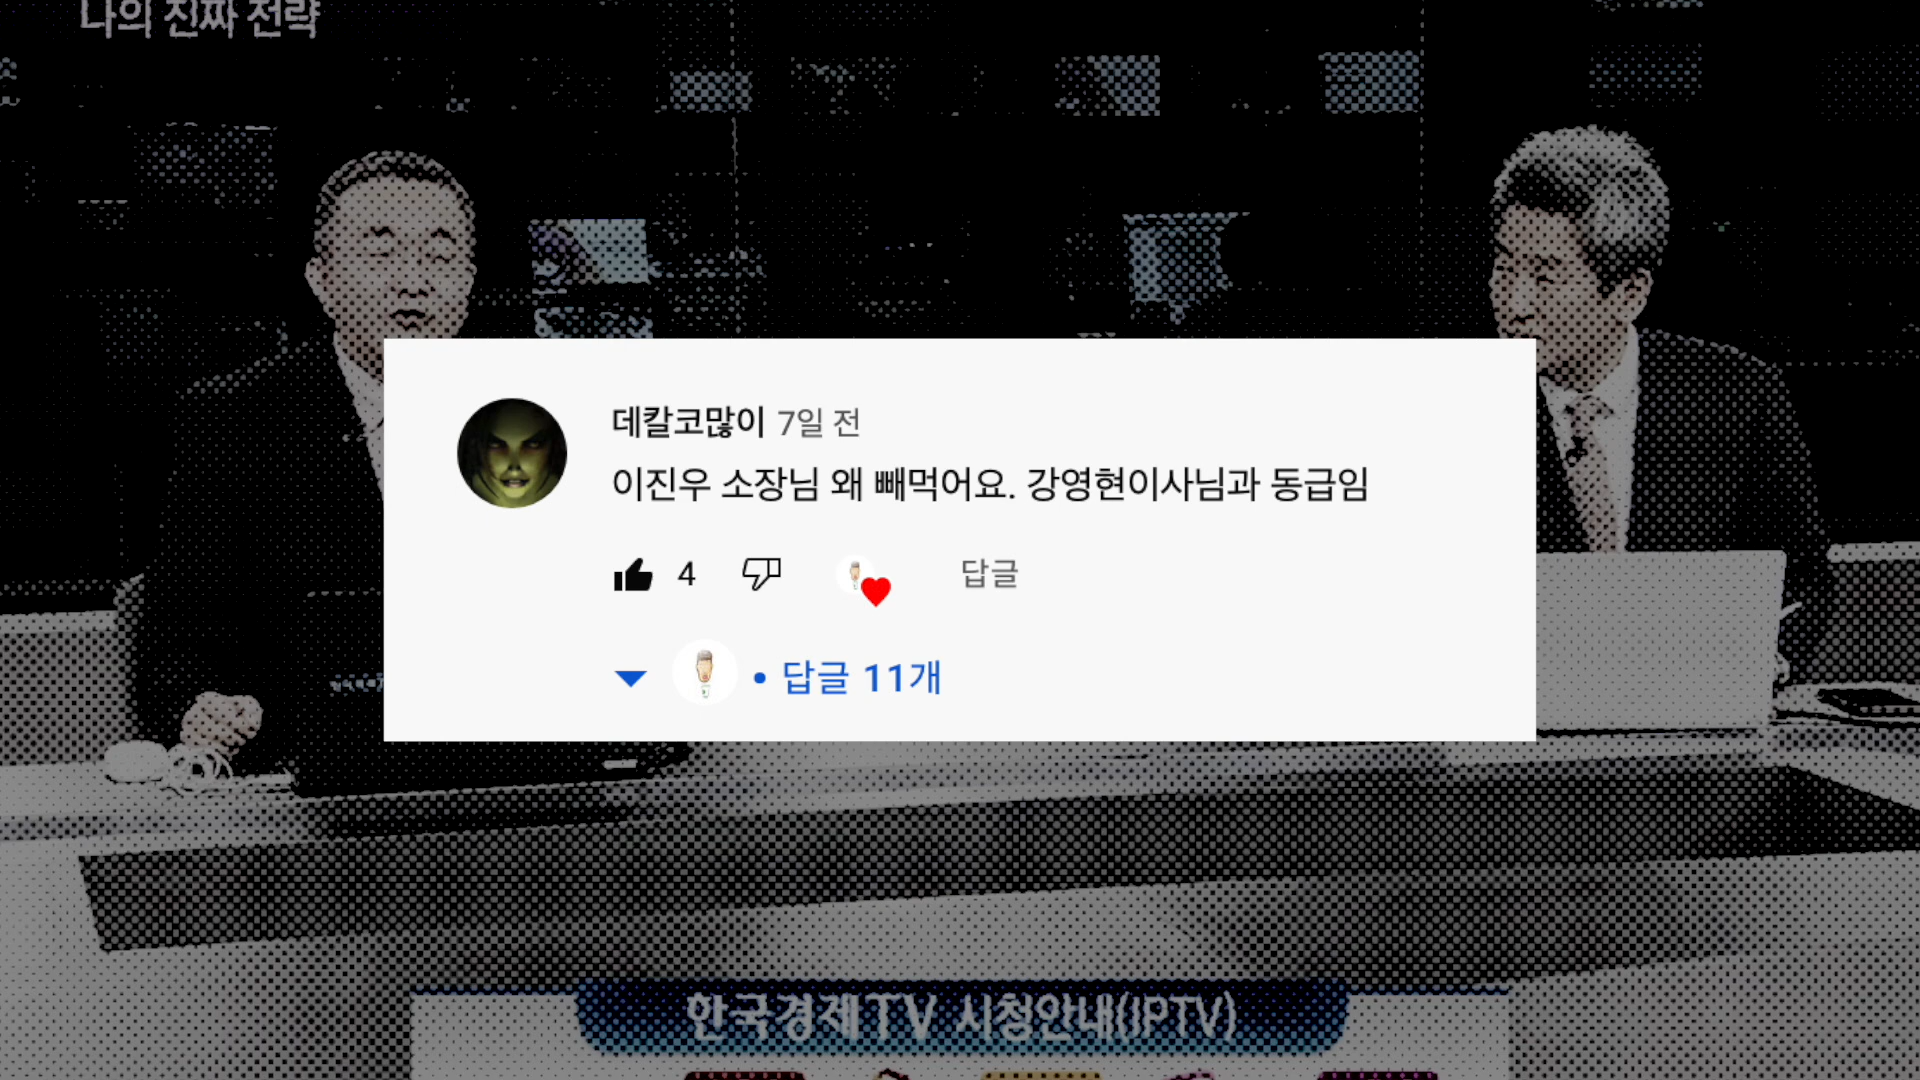 나의 진짜 전략
데칼코많이 7일 전
이진우 소장님 왜 빼먹어요. 강영현이사님과 동급임
4
답글
답글 11개
한국경제TV 시청안내(IPTV)